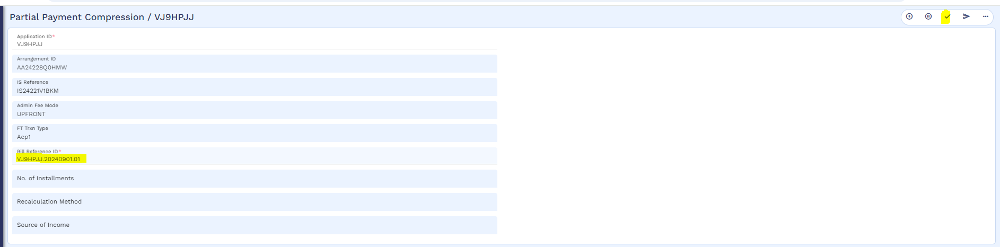 Partial Payment Compression / VJ9HPJJ
Application ID*
VJ9HPJJ
Arrangement ID
AA24228Q0HMW
IS Reference
IS24221V1BKM
Admin Fee Mode
UPFRONT
FT Trxn Type
Acp1
Bill Reference ID*
VJ9HPJJ.20240901.01
No. of Installments
Recalculation Method
Source of Income